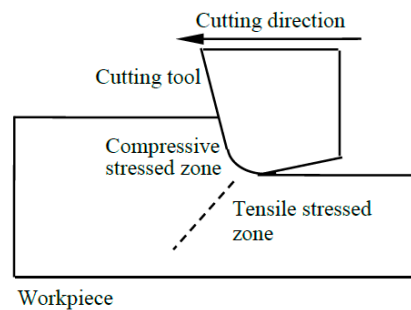 Cutting direction
Cutting tool
Compressive
stressed zone
Tensile stressed
zone
Workpiece